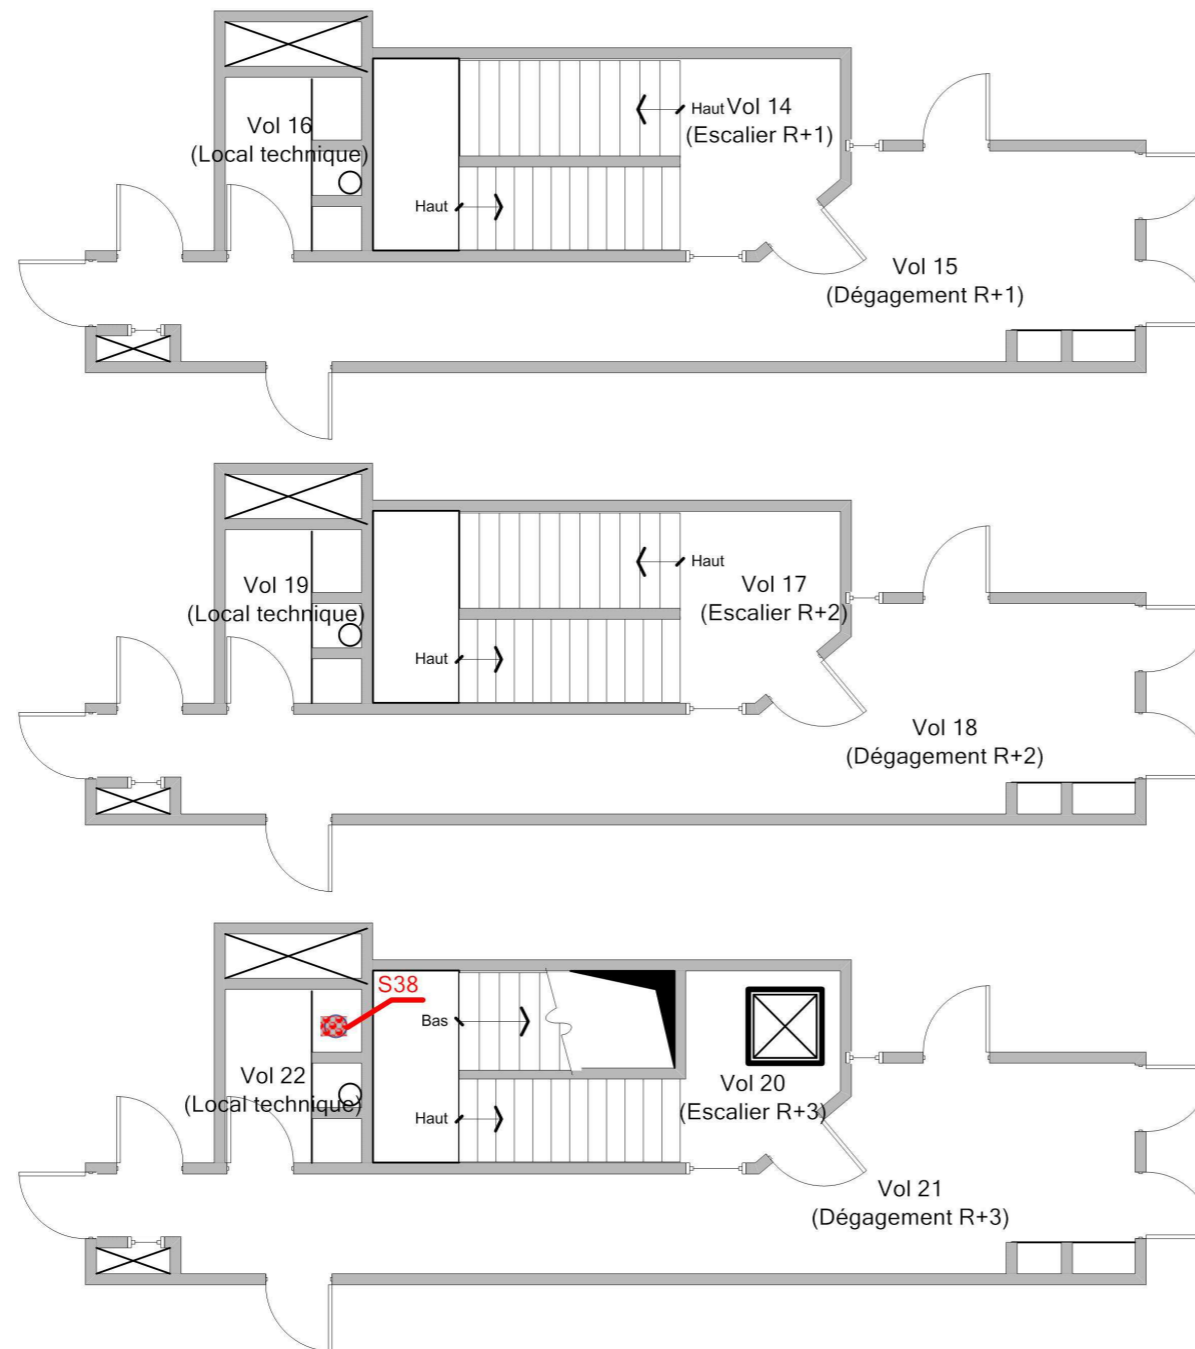 Vol 16
(Local technique)
Haut
Vol 14
(Escalier R+1)
Haut
Vol 15
(Dégagement R+1)
Haut
Vol 19
(Local technique)
Vol 17
(Escalier R+2)
Haut
Vol 18
(Dégagement R+2)
S38
Bas
Vol 22
(Local technique)
Vol 20
(Escalier R+3)
Haut
Vol 21
(Dégagement R+3)